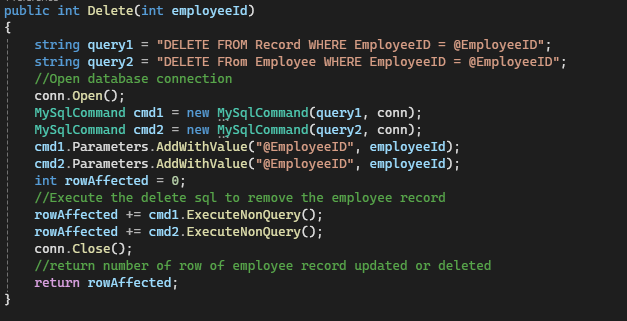 public int Delete(int employeeId)
{
string query1 = "DELETE FROM Record WHERE EmployeeID = @EmployeeID";
string query2 = "DELETE FRom Employee WHERE EmployeeID = @EmployeeID";
//Open database connection
conn.Open();
MySqlCommand cmd1 = new MySqlCommand(query1, conn);
MySqlCommand cmd2 = new MySqlCommand(query2, conn);
cmd1.Parameters.AddWithValue("@EmployeeID", employeeId);
cmd2.Parameters.AddWithValue("@EmployeeID", employeeId);
int rowAffected = 0;
//Execute the delete sql to remove the employee record
rowAffected += cmd1.ExecuteNonQuery();
rowAffected += cmd2.ExecuteNonQuery();
conn.Close();
//return number of row of employee record updated or deleted
return rowAffected;
}